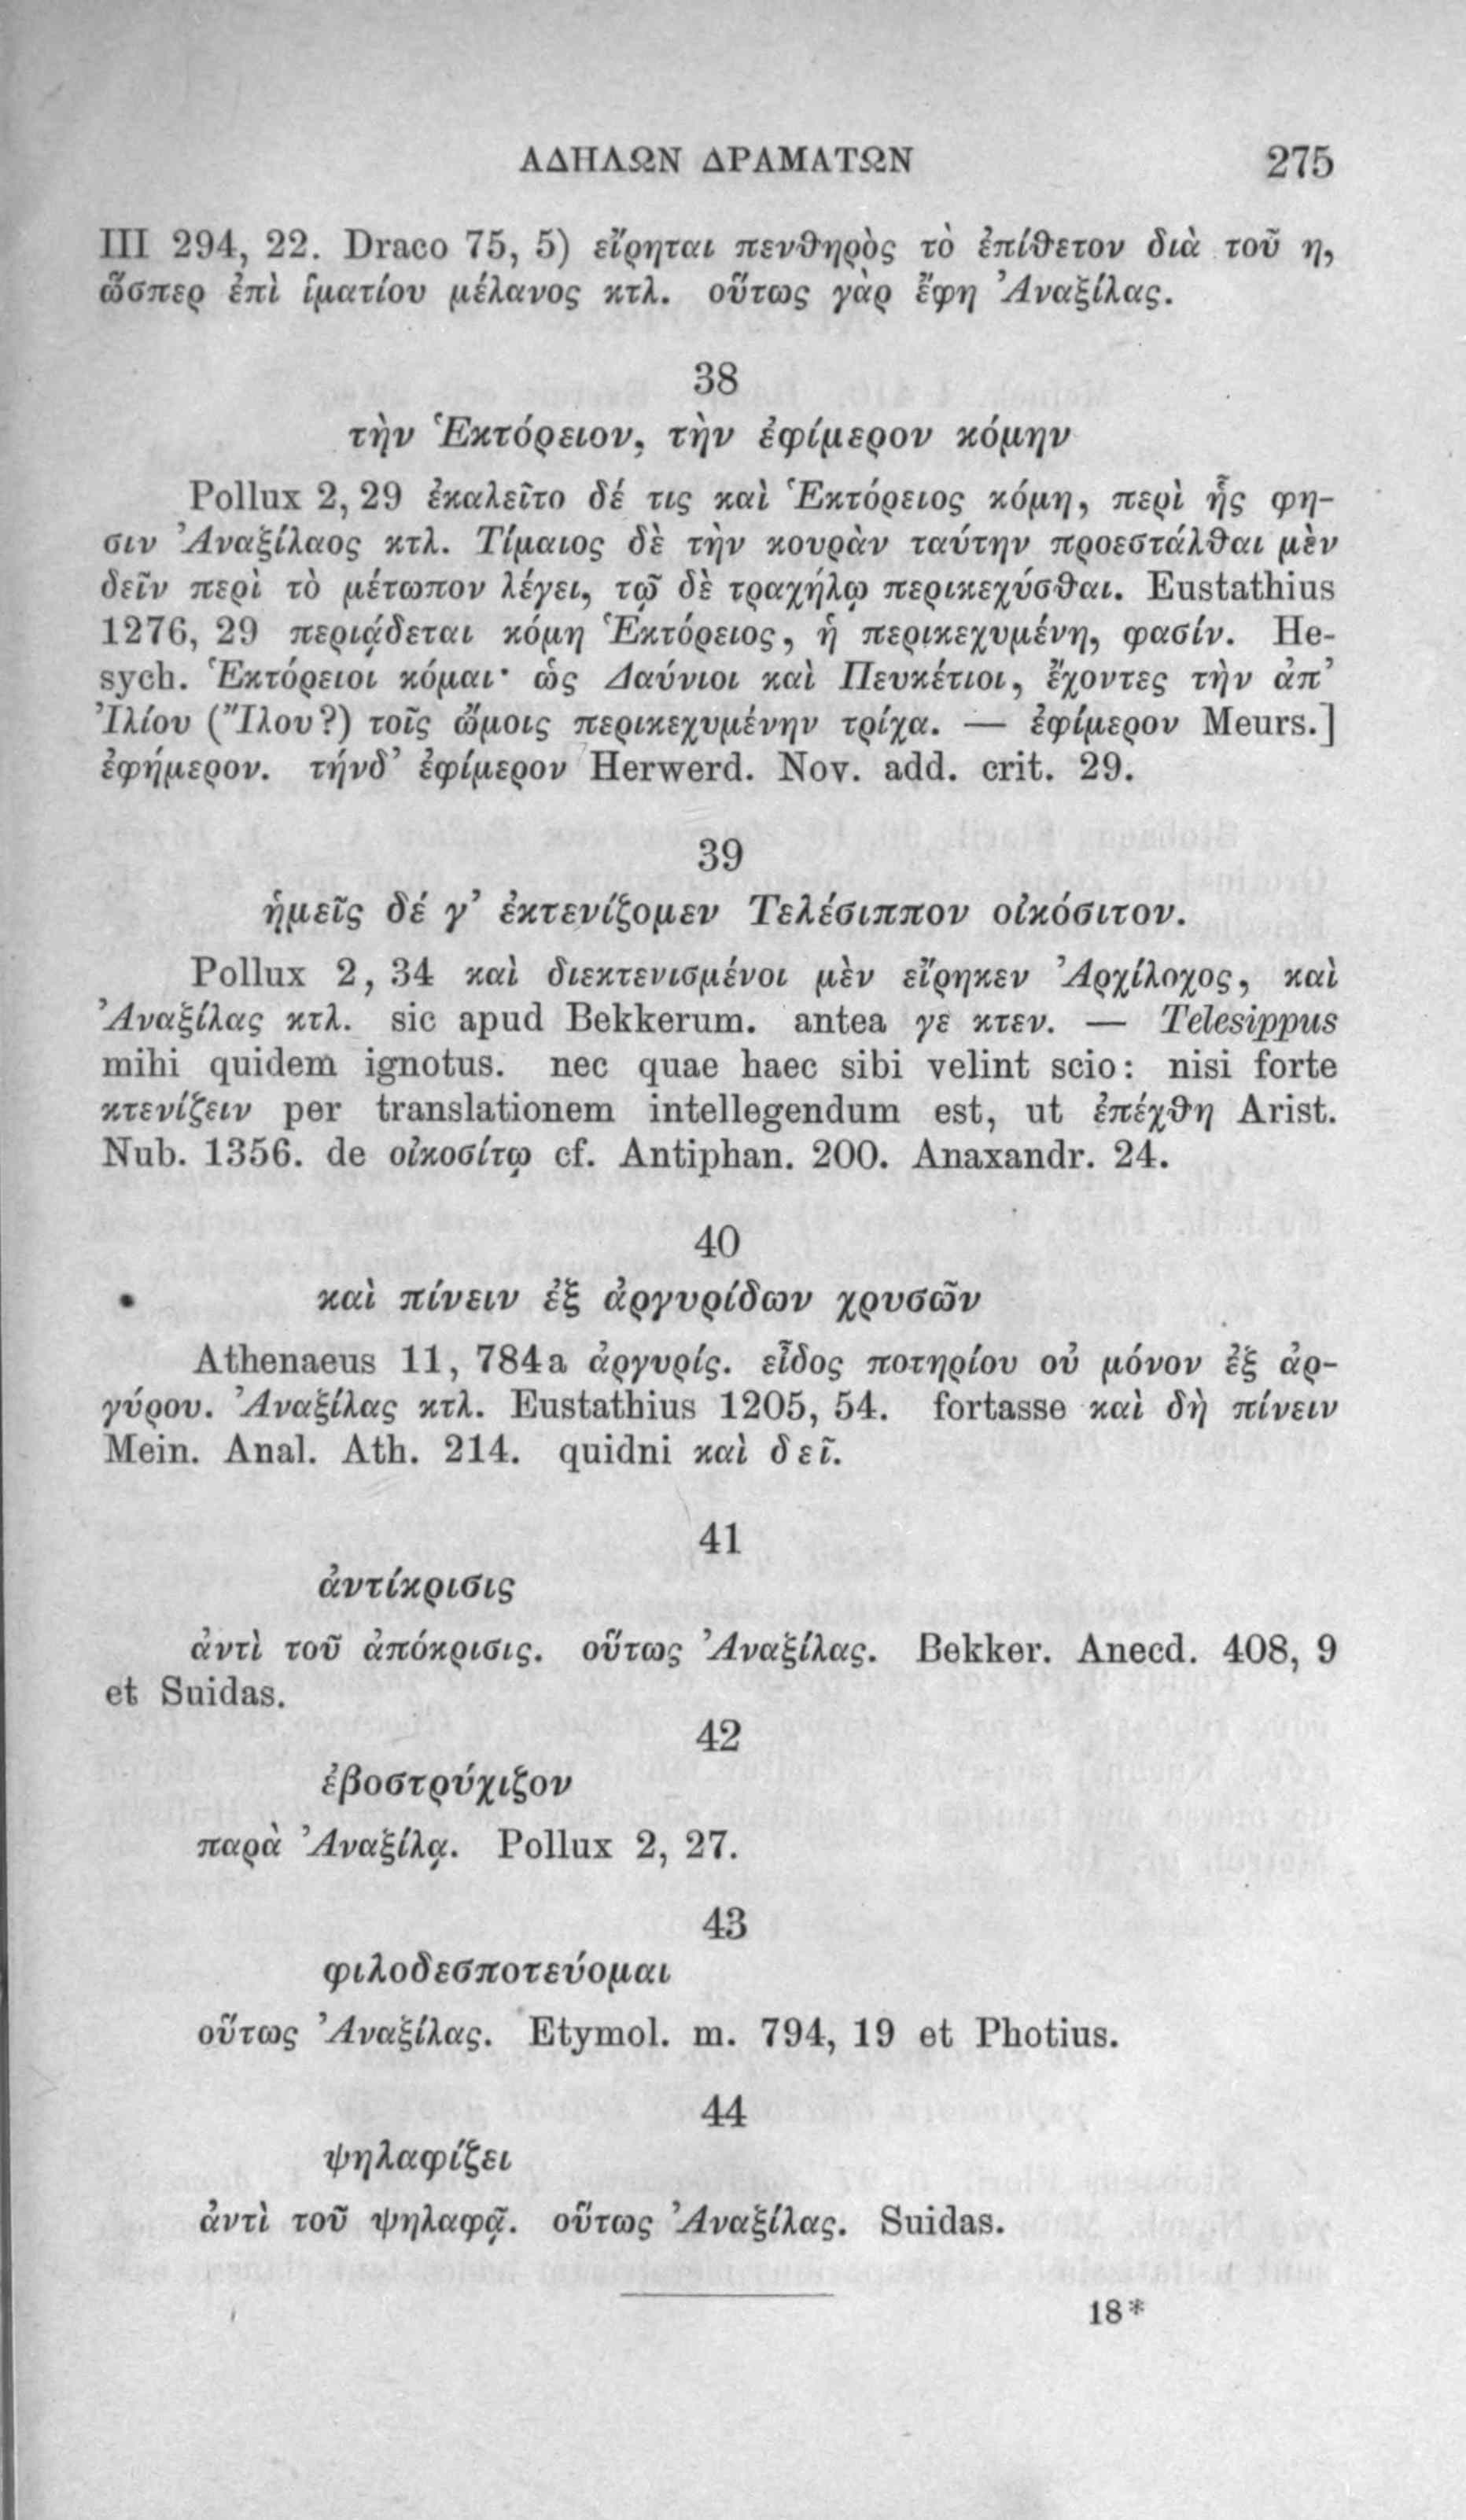 ΑΔΗΛΩΝ ΔΡΑΜΑΤΩΝ 275
III 294, 22. Draco 75, 5) εἴρηται πενθηρὸς τὸ ἐπίθετον διὰ τοῦ η,
ὥσπερ ἐπὶ ἱματίου μέλανος κτλ. οὕτως γὰρ ἔφη Ἀναξίλας.
38
τὴν Ἑκτόρειον, τὴν ἐφίμερον κόμην
Pollux 2, 29 ἐκαλεῖτο δέ τις καὶ Ἑκτόρειος κόμη, περὶ ἧς φη-
σιν Ἀναξίλαος κτλ. Τίμαιος δὲ τὴν κουρὰν ταύτην προεστάλθαι μὲν
δεῖν περὶ τὸ μέτωπον λέγει, τῷ δὲ τραχήλῳ περικεχύσθαι. Eustathius
1276, 29 περιᾴδεται κόμη Ἑκτόρειος, ἡ περικεχυμένη, φασίν. He-
sych. Ἑκτόρειοι κόμαι· ὡς Δαύνιοι καὶ Πευκέτιοι, ἔχοντες τὴν ἀπ’
Ἰλίου (Ἴλου?) τοῖς ὤμοις περικεχυμένην τρίχα. — ἐφίμερον Meurs.]
ἐφήμερον. τήνδ’ ἐφίμερον Herwerd. Nov. add. crit. 29.
39
ἡμεῖς δέ γ’ ἐκτενίζομεν Τελέσιππον οἰκόσιτον.
Pollux 2, 34 καὶ διεκτενισμένοι μὲν εἴρηκεν Ἀρχίλοχος, καὶ
Ἀναξίλας κτλ. sic apud Bekkerum. antea γε κτεν. — Telesippus
mihi quidem ignotus. nec quae haec sibi velint scio: nisi forte
κτενίζειν per translationem intellegendum est, ut ἐπέχθη Arist.
Nub. 1356. de οἰκοσίτῳ cf. Antiphan. 200. Anaxandr. 24.
40
καὶ πίνειν ἐξ ἀργυρίδων χρυσῶν
Athenaeus 11, 784a ἀργυρίς. εἶδος ποτηρίου οὐ μόνον ἐξ ἀρ-
γύρου. Ἀναξίλας κτλ. Eustathius 1205, 54. fortasse καὶ δὴ πίνειν
Mein. Anal. Ath. 214. quidni καὶ δεῖ.
41
ἀντίκρισις
ἀντὶ τοῦ ἀπόκρισις. οὕτως Ἀναξίλας. Bekker. Anecd. 408, 9
et Suidas.
42
ἐβοστρύχιζον
παρὰ Ἀναξίλᾳ. Pollux 2, 27.
43
φιλοδεσποτεύομαι
οὕτως Ἀναξίλας. Etymol. m. 794, 19 et Photius.
44
ψηλαφίζει
ἀντὶ τοῦ ψηλαφᾷ. οὕτως Ἀναξίλας. Suidas.
18*